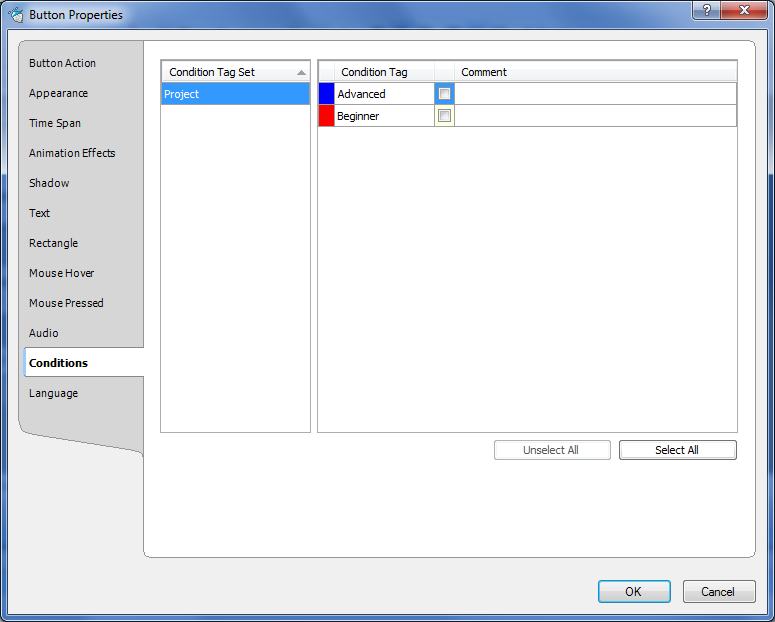 Button Properties
?
Button Action
Appearance
Time Span
Animation Effects
Shadow
Text
Rectangle
Mouse Hover
Mouse Pressed
Audio
Conditions
Language
Condition Tag Set
Project
Condition Tag Comment
Advanced
Beginner
Unselect All Select All
OK Cancel